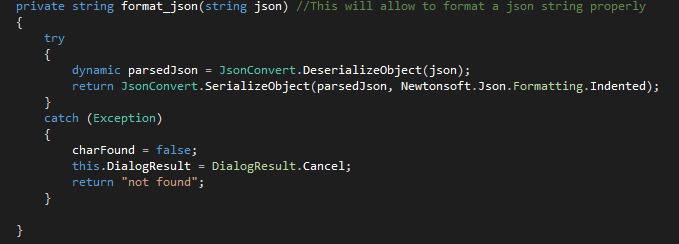 private string format_json(string json) //This will allow to format a json string properly
{
try
{
dynamic parsedJson = JsonConvert.DeserializeObject(json);
return JsonConvert.SerializeObject(parsedJson, Newtonsoft.Json.Formatting.Indented);
}
catch (Exception)
{
charFound = false;
this.DialogResult = DialogResult.Cancel;
return "not found";
}
}